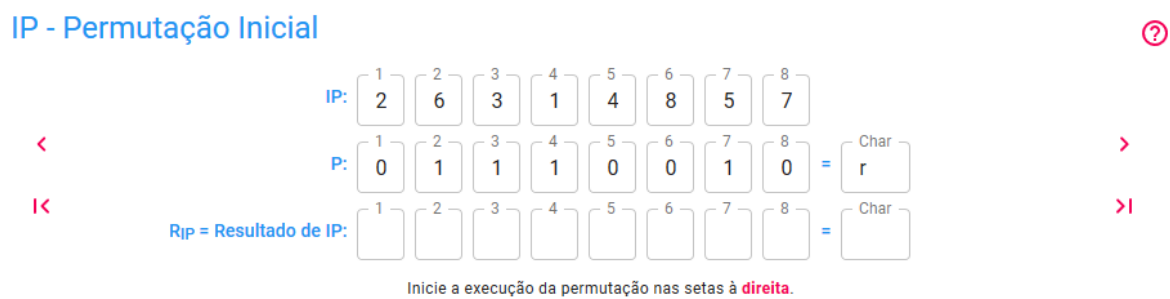 IP - Permutação Inicial
1 2 3 4 5 6 7 8
IP: 2 6 3 1 4 8 5 7
1 2 3 4 5 6 7 8 Char
P: 0 1 1 1 0 0 1 0 = r
1 2 3 4 5 6 7 8 Char
RIP = Resultado de IP: =
Inicie a execução da permutação nas setas à direita.